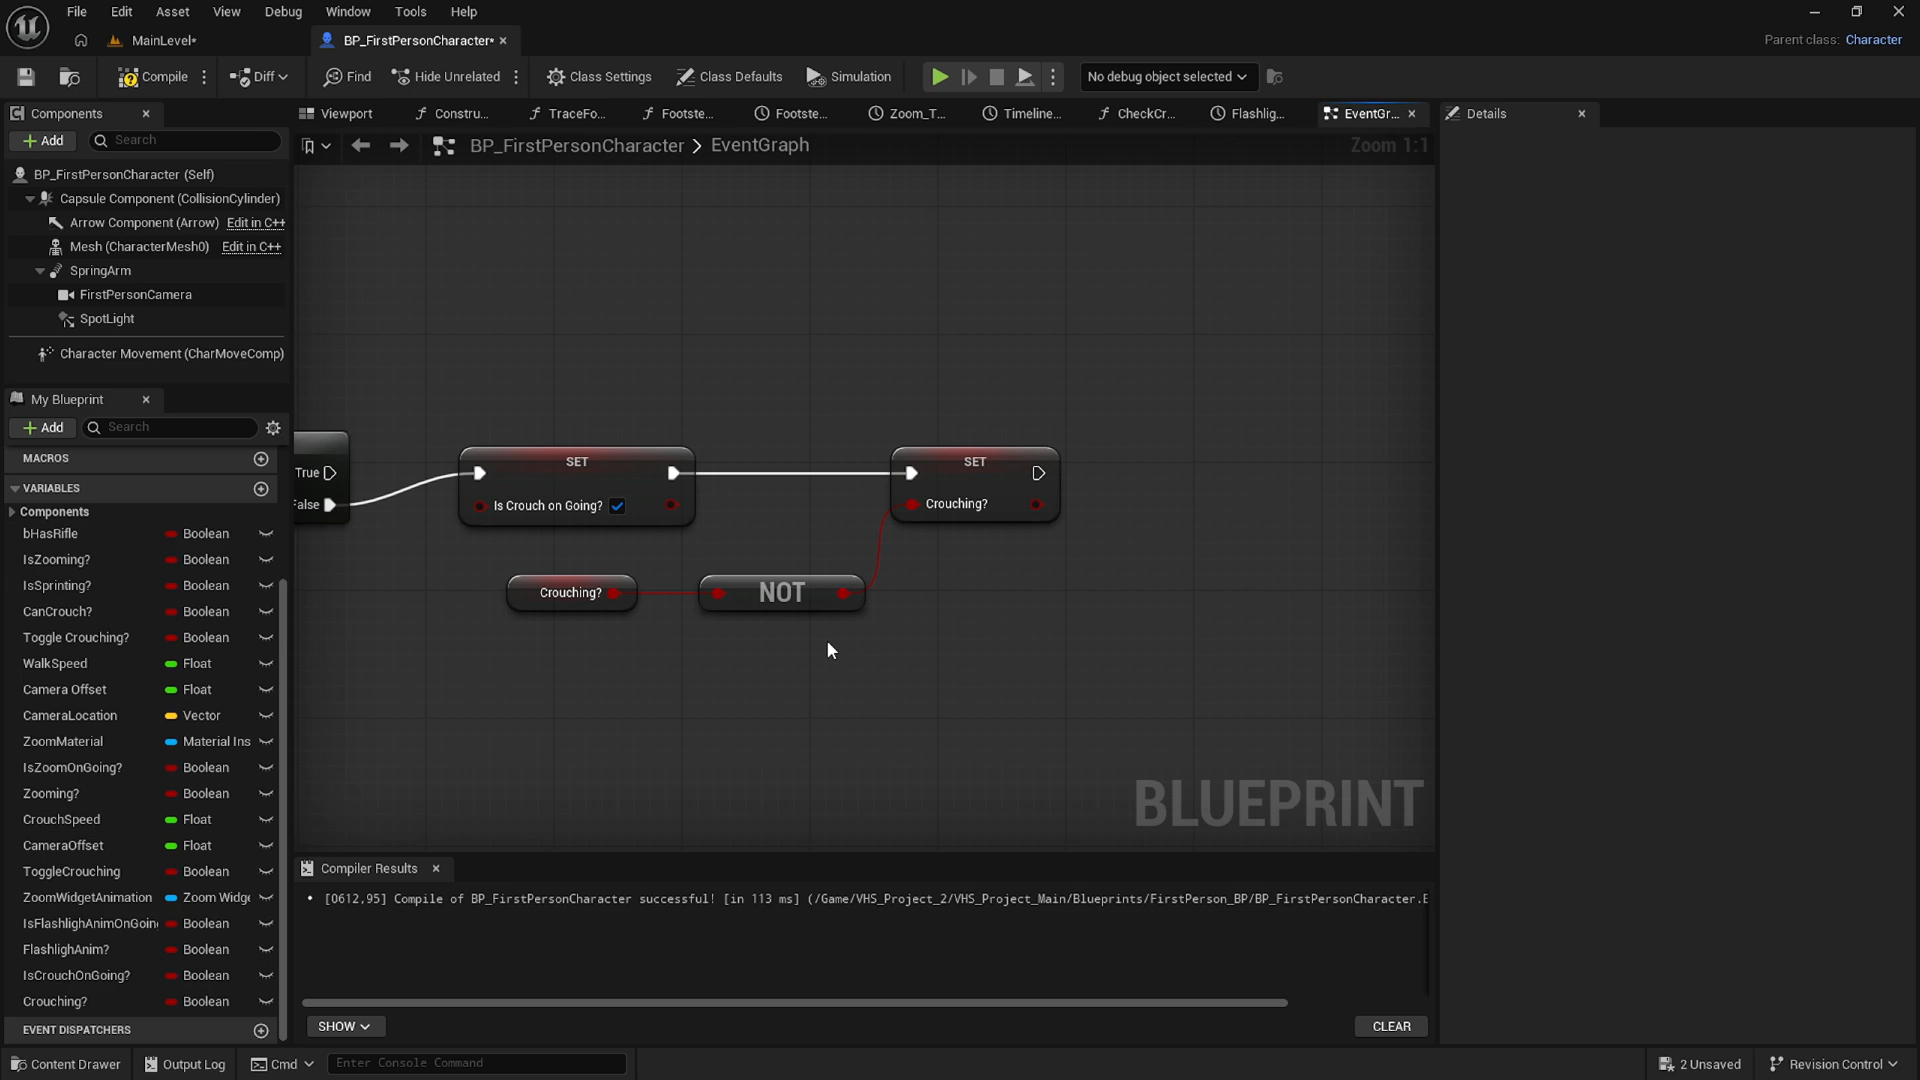 File Edit Asset View Debug Window Tools Help
MainLevel* BP_FirstPersonCharacter* Parent class: Character
Compile Diff Find Hide Unrelated Class Settings Class Defaults Simulation No debug object selected
Components Viewport Constru... TraceFo... Footste... Footste... Zoom_T... Timeline... CheckCr... Flashlig... EventGr... Details
Add Search BP_FirstPersonCharacter > EventGraph Zoom 1:1
BP_FirstPersonCharacter (Self)
Capsule Component (CollisionCylinder)
Arrow Component (Arrow) Edit in C++
Mesh (CharacterMesh0) Edit in C++
SpringArm
FirstPersonCamera
SpotLight
Character Movement (CharMoveComp)
My Blueprint
Add Search
MACROS
VARIABLES
Components
bHasRifle Boolean
IsZooming? Boolean
IsSprinting? Boolean
CanCrouch? Boolean
Toggle Crouching? Boolean
WalkSpeed Float
Camera Offset Float
CameraLocation Vector
ZoomMaterial Material Ins
IsZoomOnGoing? Boolean
Zooming? Boolean
CrouchSpeed Float
CameraOffset Float
ToggleCrouching Boolean
ZoomWidgetAnimation Zoom Widge
IsFlashlighAnimOnGoin Boolean
FlashlighAnim? Boolean
IsCrouchOnGoing? Boolean
Crouching? Boolean
EVENT DISPATCHERS
True
False
SET
Is Crouch on Going?
SET
Crouching?
Crouching?
NOT
BLUEPRINT
Compiler Results
• [0612,95] Compile of BP_FirstPersonCharacter successful! [in 113 ms] (/Game/VHS_Project_2/VHS_Project_Main/Blueprints/FirstPerson_BP/BP_FirstPersonCharacter.E
SHOW CLEAR
Content Drawer Output Log Cmd Enter Console Command 2 Unsaved Revision Control